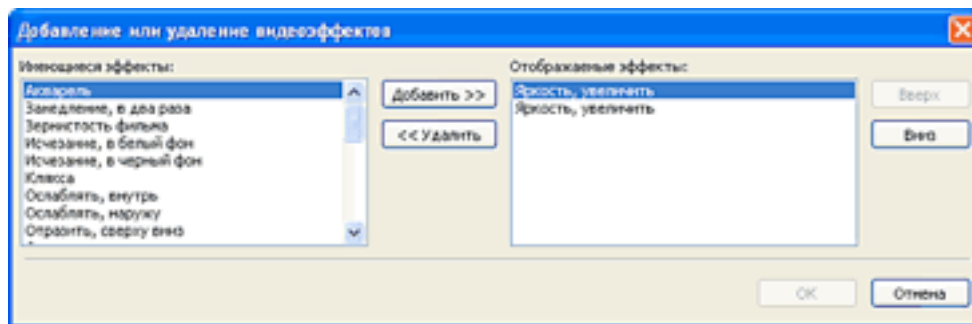 Добавление или удаление видеоэффектов
Имеющиеся эффекты:
Акварель
Замедление, в два раза
Зернистость фильма
Исчезание, в белый фон
Исчезание, в черный фон
Клякса
Ослаблять, внутрь
Ослаблять, наружу
Отразить, сверху вниз
Добавить >>
<< Удалить
Отображаемые эффекты:
Яркость, увеличить
Яркость, увеличить
Вверх
Вниз
OK
Отмена